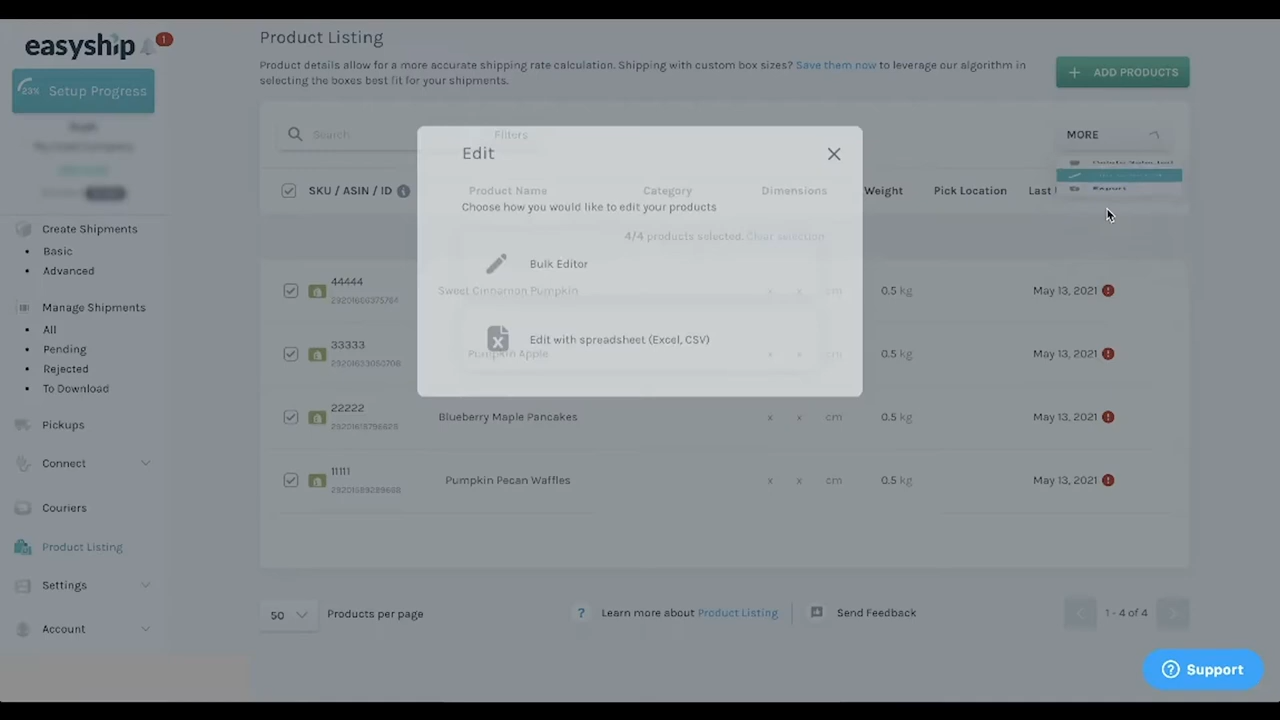 easyship
1
23%
Setup Progress
Create Shipments
Basic
Advanced
Manage Shipments
All
Pending
Rejected
To Download
Pickups
Connect
Couriers
Product Listing
Settings
Account
Product Listing
Product details allow for a more accurate shipping rate calculation. Shipping with custom box sizes? Save them now to leverage our algorithm in
selecting the boxes best fit for your shipments.
+ ADD PRODUCTS
Search
Filters
MORE
Export
SKU / ASIN / ID
Product Name
Category
Dimensions
Weight
Pick Location
Last
4/4 products selected. Clear selection
Edit
Choose how you would like to edit your products
Bulk Editor
Edit with spreadsheet (Excel, CSV)
44444
Sweet Cinnamon Pumpkin
x x cm
0.5 kg
May 13, 2021
33333
Pumpkin Apple
x x cm
0.5 kg
May 13, 2021
22222
Blueberry Maple Pancakes
x x cm
0.5 kg
May 13, 2021
11111
Pumpkin Pecan Waffles
x x cm
0.5 kg
May 13, 2021
50
Products per page
? Learn more about Product Listing
Send Feedback
1 - 4 of 4
Support